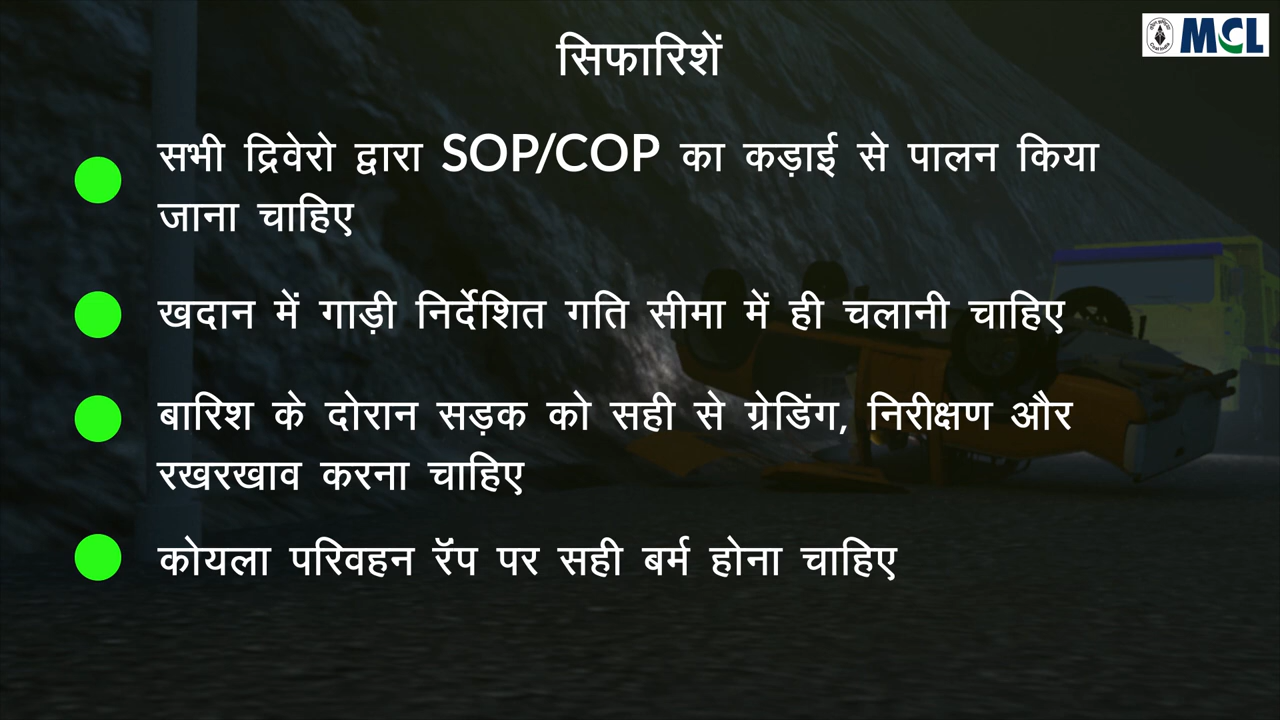 सिफारिशें
MCL
सभी द्रिवेरो द्वारा SOP/COP का कड़ाई से पालन किया
जाना चाहिए
खदान में गाड़ी निर्देशित गति सीमा में ही चलानी चाहिए
बारिश के दोरान सड़क को सही से ग्रेडिंग, निरीक्षण और
रखरखाव करना चाहिए
कोयला परिवहन रॅप पर सही बर्म होना चाहिए